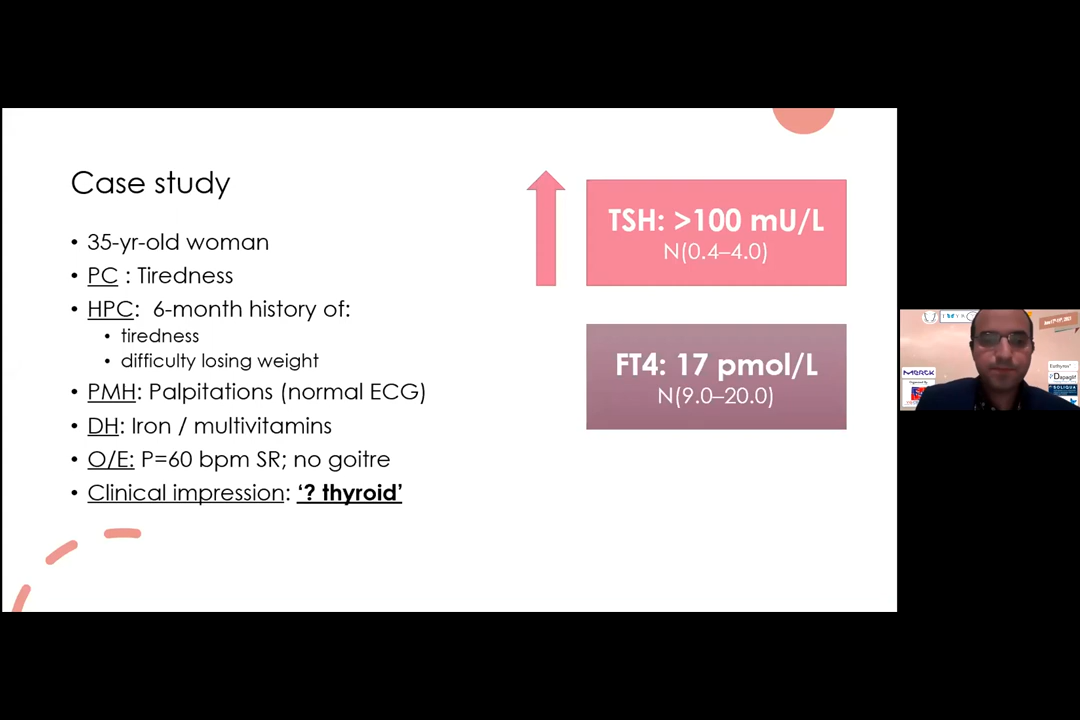 Case study
• 35-yr-old woman
• PC : Tiredness
• HPC: 6-month history of:
• tiredness
• difficulty losing weight
• PMH: Palpitations (normal ECG)
• DH: Iron / multivitamins
• O/E: P=60 bpm SR; no goitre
• Clinical impression: ‘? thyroid’
TSH: >100 mU/L
N(0.4–4.0)
FT4: 17 pmol/L
N(9.0–20.0)
MERCK
SOLIQUA